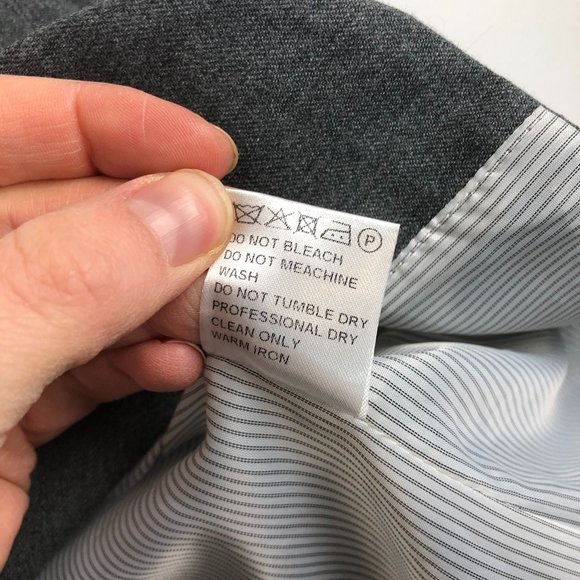 P
DO NOT BLEACH
DO NOT MEACHINE
WASH
DO NOT TUMBLE DRY
PROFESSIONAL DRY
CLEAN ONLY
WARM IRON